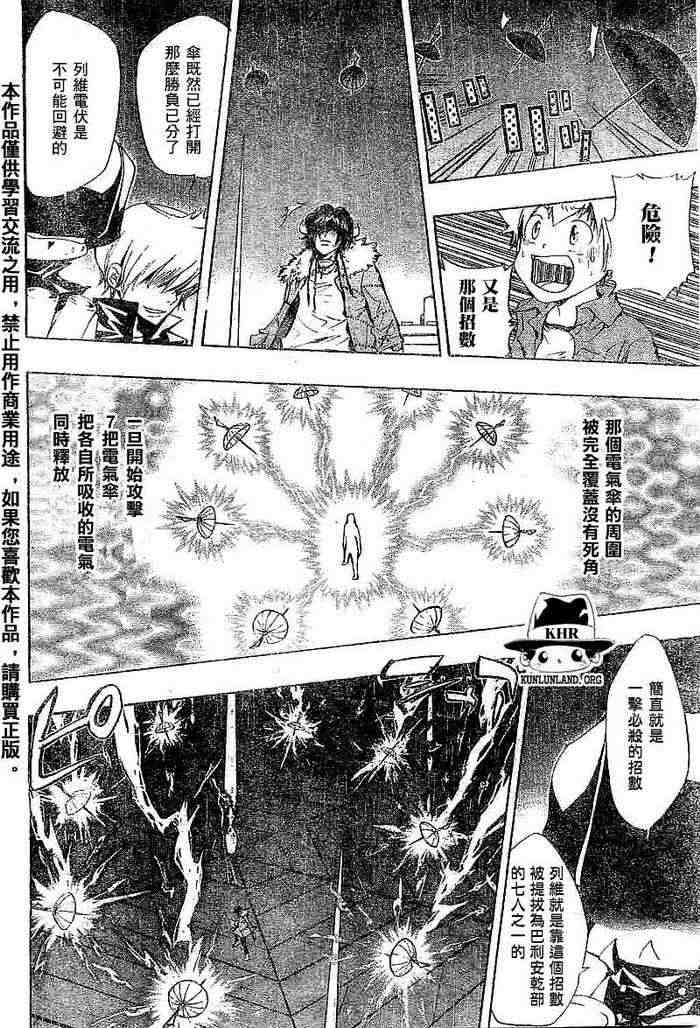 危險！
又是
那個招數
傘既然已經打開
那麼勝負已分了
列維電伏是
不可能回避的
那個電氣傘的周圍
被完全覆蓋沒有死角
一旦開始攻擊
7把電氣傘
把各自所吸收的電氣
同時釋放
KHR
KUNLUNLAND.ORG
簡直就是
一擊必殺的招數
列維就是靠這個招數
被提拔為巴利安乾部
的七人之一的
本作品僅供學習交流之用，禁止用作商業用途，如果您喜歡本作品，請購買正版。